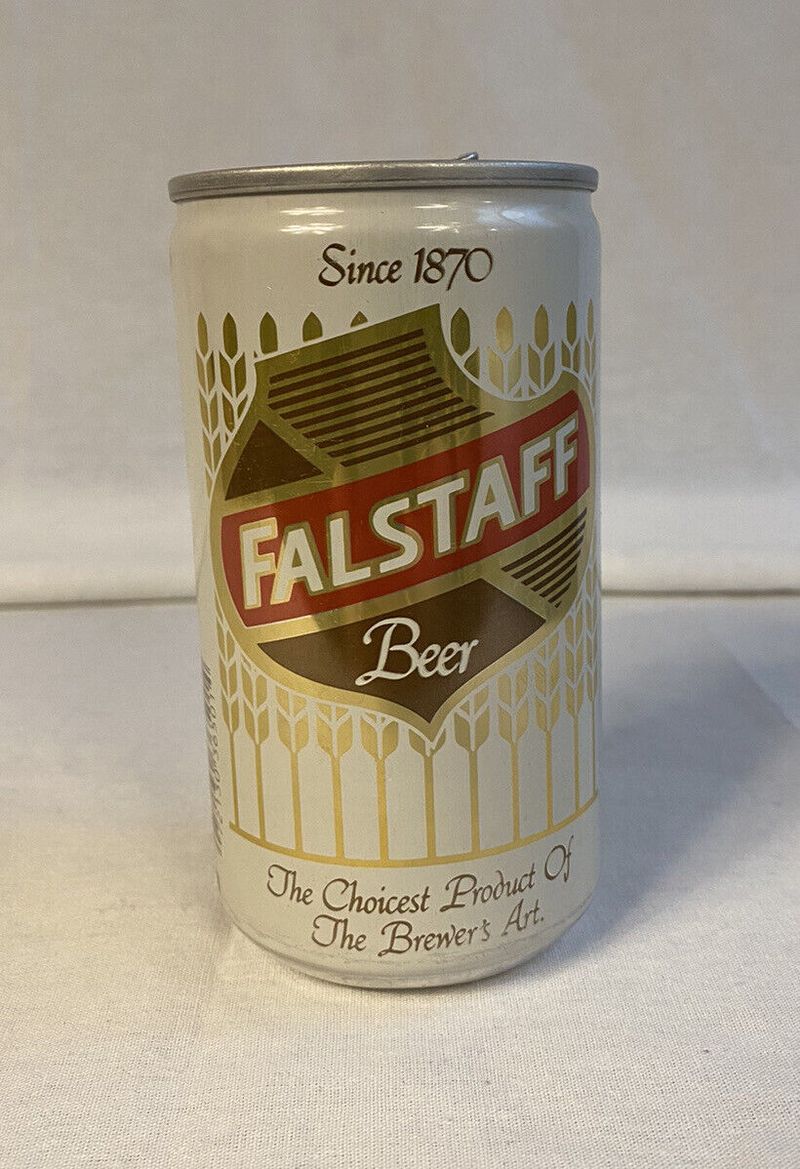 Since 1870
FALSTAFF
Beer
The Choicest Product Of
The Brewer's Art.